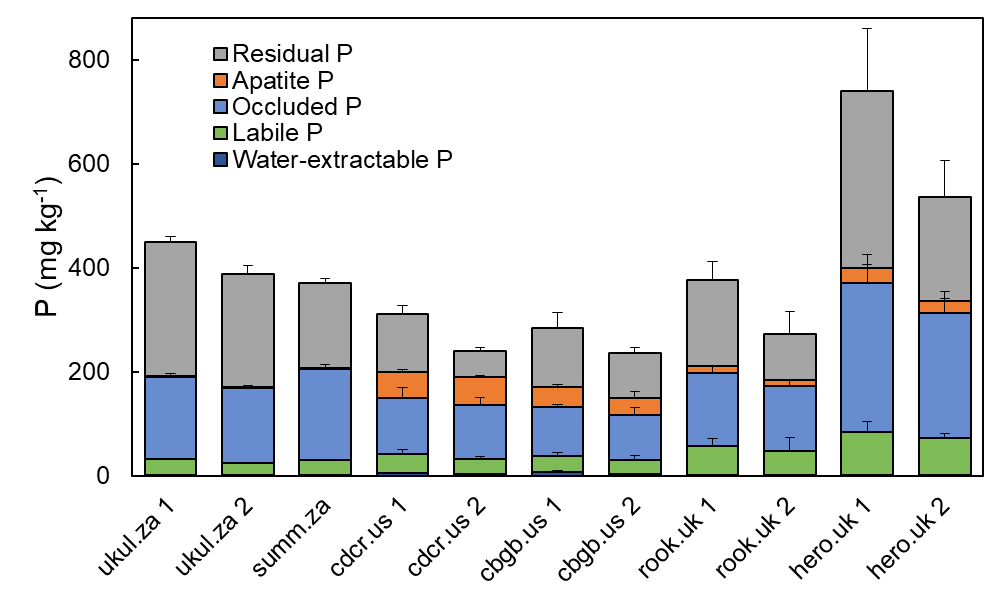 Residual P
Apatite P
Occluded P
Labile P
Water-extractable P
P (mg kg⁻¹)
800
600
400
200
0
ukul.za 1
ukul.za 2
summ.za
cdcr.us 1
cdcr.us 2
cbgb.us 1
cbgb.us 2
rook.uk 1
rook.uk 2
hero.uk 1
hero.uk 2